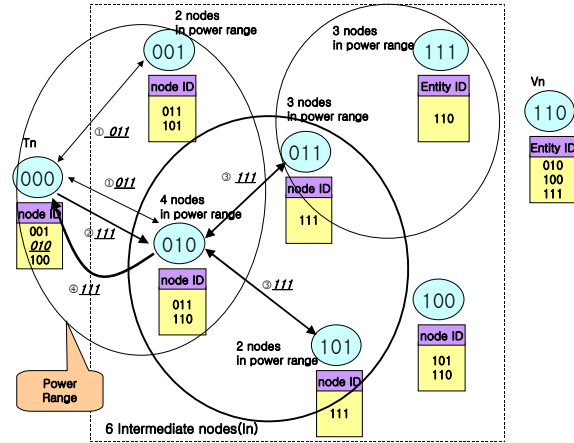 2 nodes
in power range
001
node ID
011
101
3 nodes
in power range
111
Entity ID
110
Vn
110
Entity ID
010
100
111
3 nodes
in power range
011
node ID
111
① 011
Tn
000
node ID
001
010
100
① 011
② 111
③ 111
4 nodes
in power range
010
node ID
011
110
④ 111
③ 111
100
node ID
101
110
2 nodes
in power range
101
node ID
111
Power
Range
6 Intermediate nodes(In)